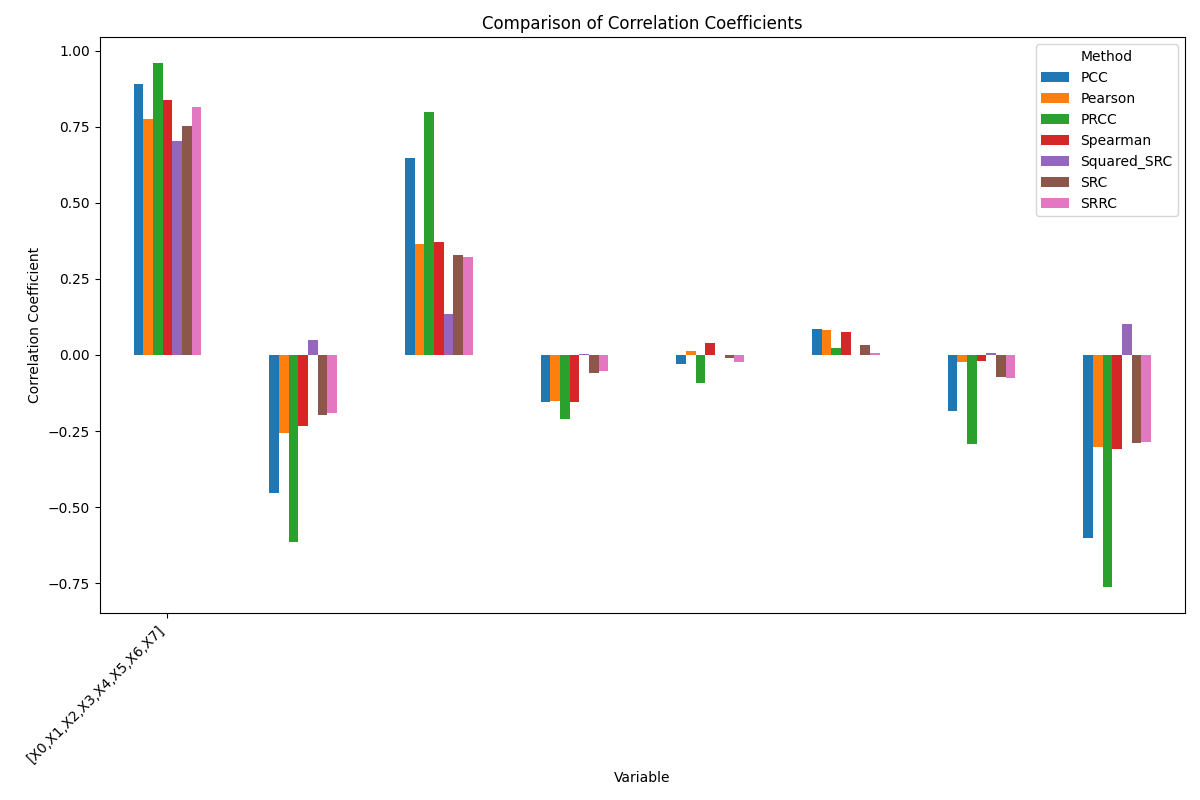 Comparison of Correlation Coefficients
Method
PCC
Pearson
PRCC
Spearman
Squared_SRC
SRC
SRRC
1.00
0.75
0.50
0.25
0.00
−0.25
−0.50
−0.75
Correlation Coefficient
[X0,X1,X2,X3,X4,X5,X6,X7]
Variable